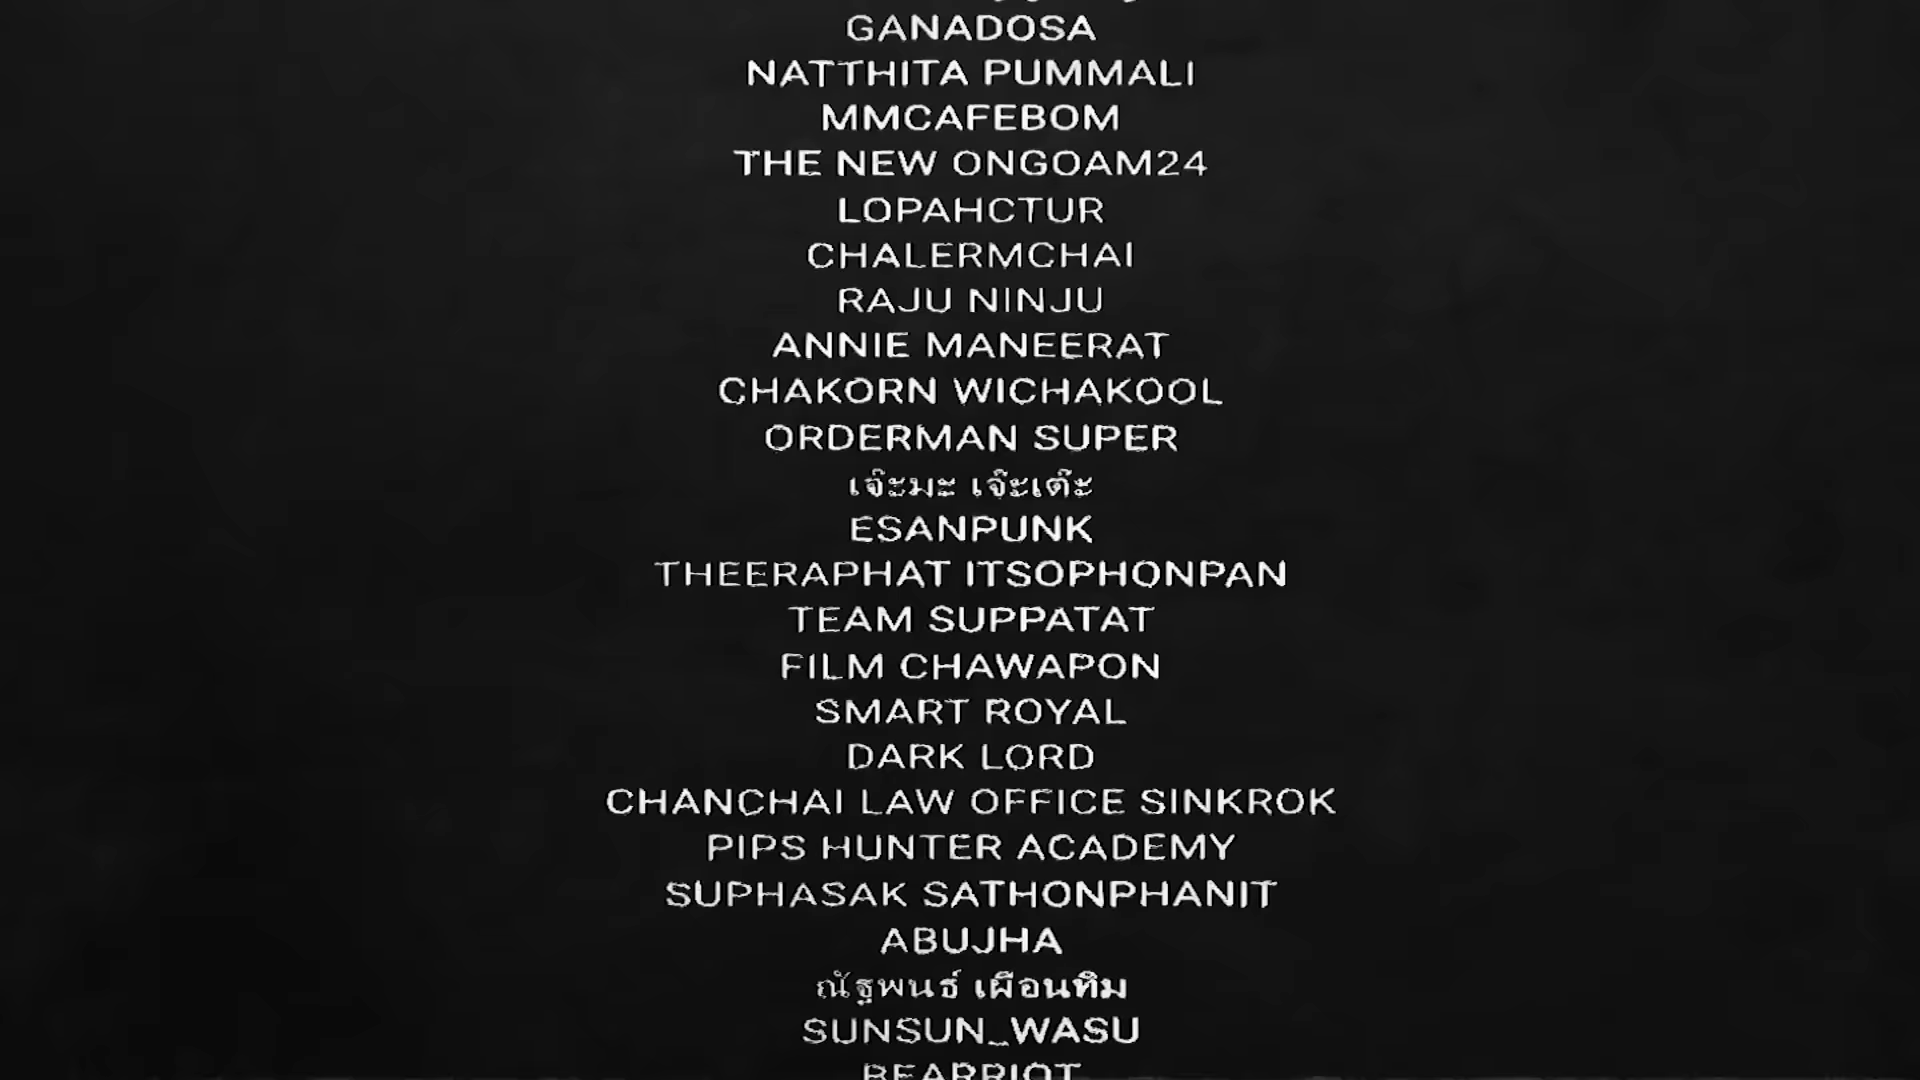 GANADOSA
NATTHITA PUMMALI
MMCAFEBOM
THE NEW ONGOAM24
LOPAHCTUR
CHALERMCHAI
RAJU NINJU
ANNIE MANEERAT
CHAKORN WICHAKOOL
ORDERMAN SUPER
เจ๊ะมะ เจ๊ะเต๊ะ
ESANPUNK
THEERAPHAT ITSOPHONPAN
TEAM SUPPATAT
FILM CHAWAPON
SMART ROYAL
DARK LORD
CHANCHAI LAW OFFICE SINKROK
PIPS HUNTER ACADEMY
SUPHASAK SATHONPHANIT
ABUJHA
ณัฐพนธ์ เผือนทิม
SUNSUN_WASU
BEARRIOT